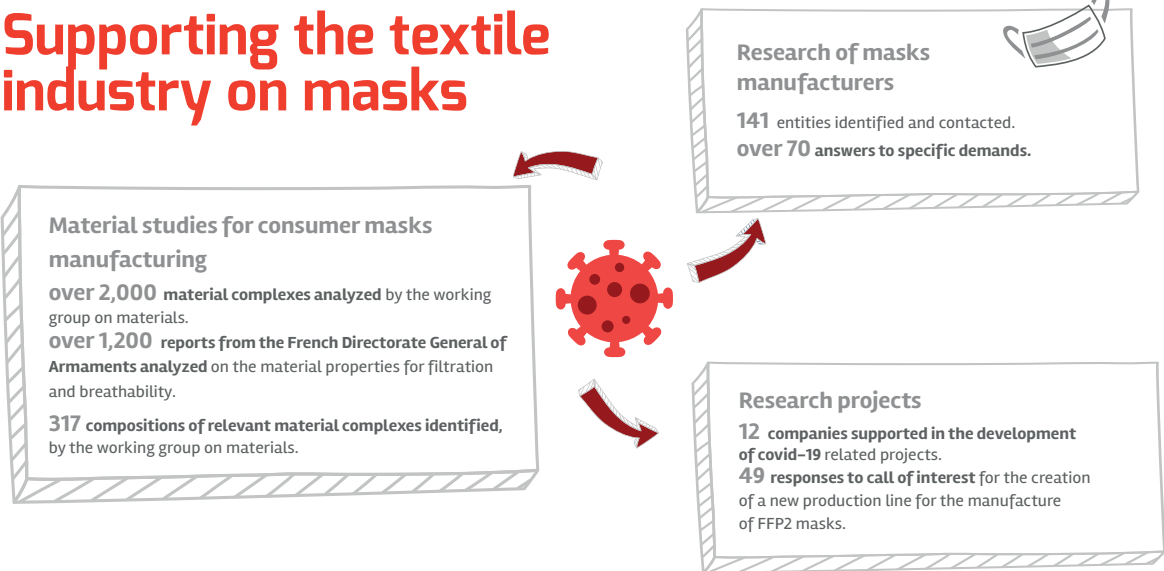 Supporting the textile
industry on masks
Research of masks
manufacturers
141 entities identified and contacted.
over 70 answers to specific demands.
Material studies for consumer masks
manufacturing
over 2,000 material complexes analyzed by the working
group on materials.
over 1,200 reports from the French Directorate General of
Armaments analyzed on the material properties for filtration
and breathability.
317 compositions of relevant material complexes identified,
by the working group on materials.
Research projects
12 companies supported in the development
of covid-19 related projects.
49 responses to call of interest for the creation
of a new production line for the manufacture
of FFP2 masks.